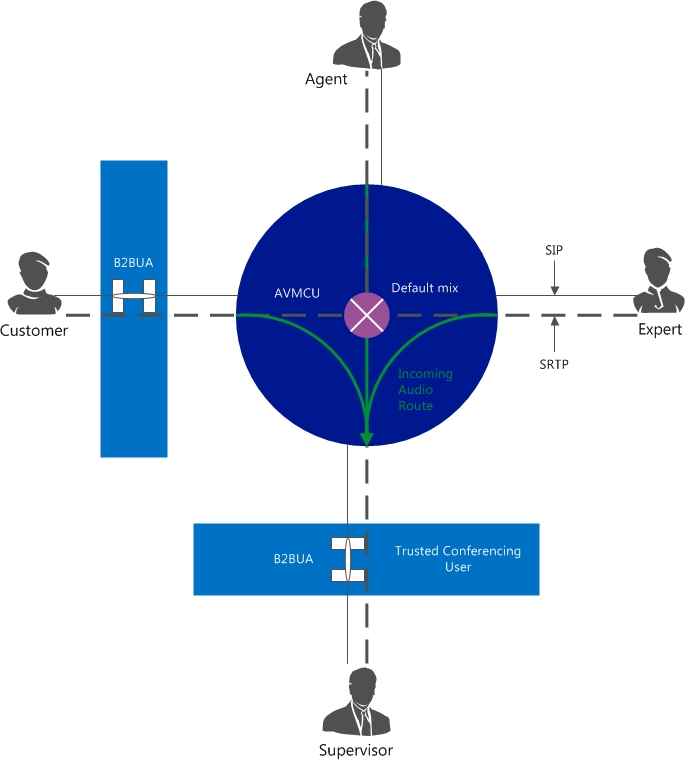 Agent
SIP
B2BUA
AVMCU
Default mix
Customer
Expert
SRTP
Incoming
Audio
Route
B2BUA
Trusted Conferencing
User
Supervisor